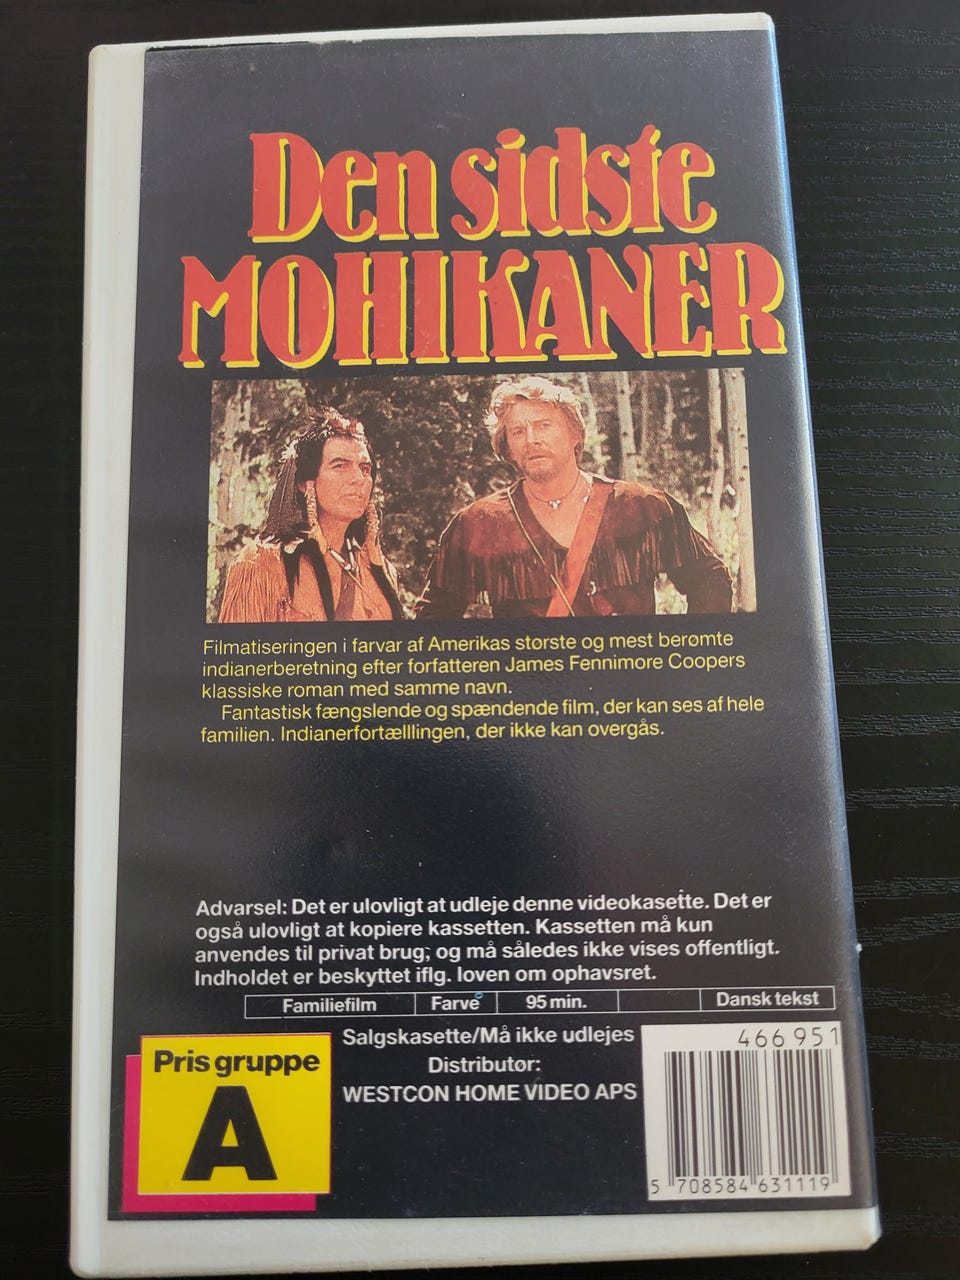 Den sidste
MOHIKANER
Filmatiseringen i farvar af Amerikas største og mest berømte
indianerberetning efter forfatteren James Fennimore Coopers
klassiske roman med samme navn.
Fantastisk fængslende og spændende film, der kan ses af hele
familien. Indianerfortælllingen, der ikke kan overgås.
Advarsel: Det er ulovligt at udleje denne videokasette. Det er
også ulovligt at kopiere kassetten. Kassetten må kun
anvendes til privat brug; og må således ikke vises offentligt.
Indholdet er beskyttet iflg. loven om ophavsret.
Familiefilm Farve 95 min. Dansk tekst
Salgskasette/Må ikke udlejes
Distributør:
WESTCON HOME VIDEO APS
Pris gruppe
A
466951
5 708584 631119